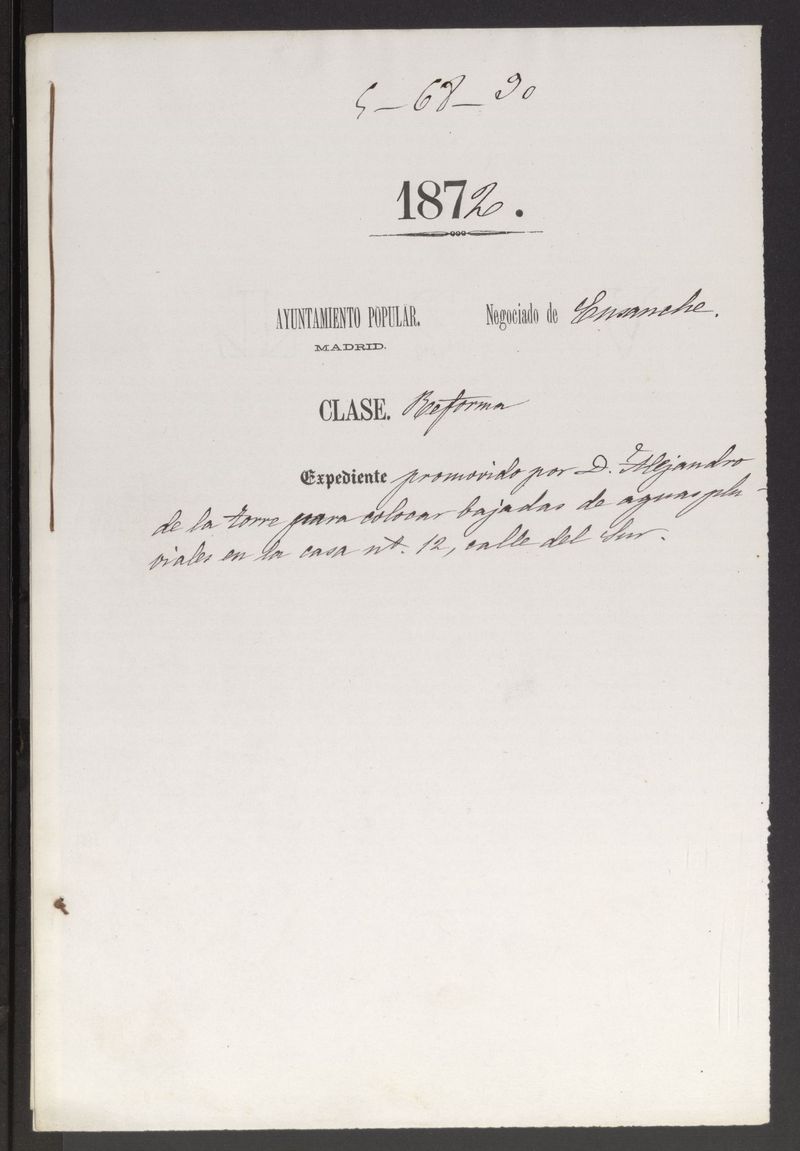 5-68-90
1872.
AYUNTAMIENTO POPULAR. Negociado de Ensanche.
MADRID.
CLASE. Reforma
Expediente promovido por D. Alejandro
de la Torre para colocar bajadas de aguas plu-
viales en la casa nº. 12, calle del Sur.